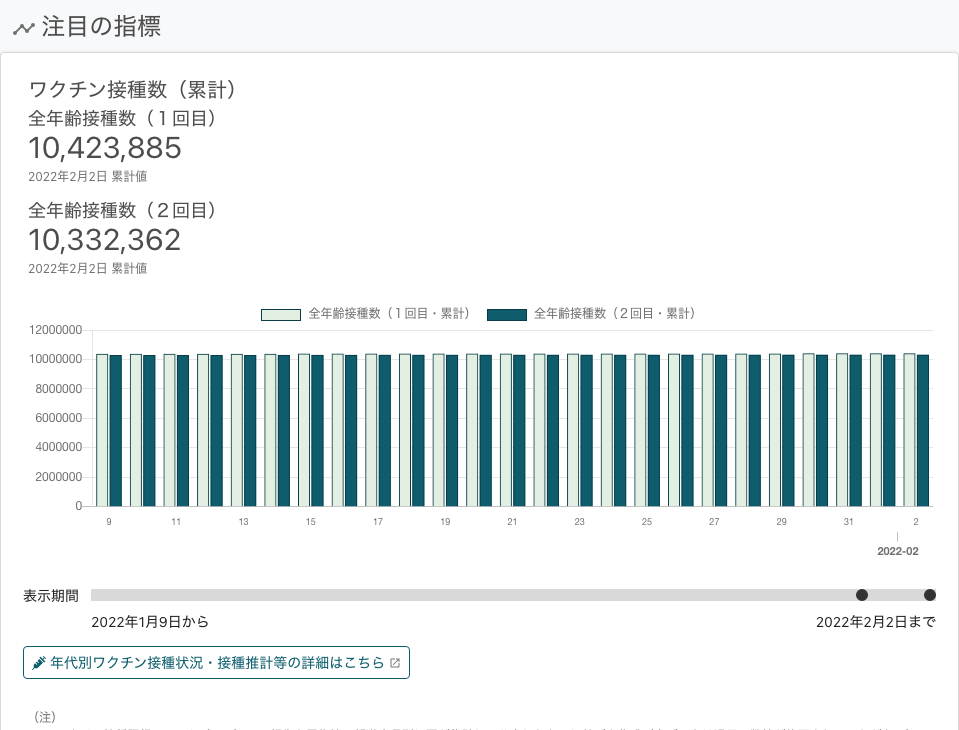 注目の指標
ワクチン接種数（累計）
全年齢接種数（１回目）
10,423,885
2022年2月2日 累計値
全年齢接種数（２回目）
10,332,362
2022年2月2日 累計値
全年齢接種数（１回目・累計） 全年齢接種数（２回目・累計）
12000000
10000000
8000000
6000000
4000000
2000000
0
9 11 13 15 17 19 21 23 25 27 29 31 2
2022-02
表示期間
2022年1月9日から 2022年2月2日まで
年代別ワクチン接種状況・接種推計等の詳細はこちら
（注）